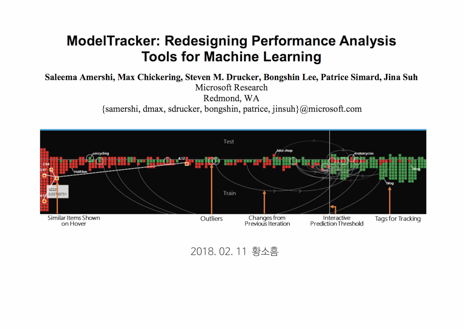 ModelTracker: Redesigning Performance Analysis
Tools for Machine Learning
Saleema Amershi, Max Chickering, Steven M. Drucker, Bongshin Lee, Patrice Simard, Jina Suh
Microsoft Research
Redmond, WA
{samershi, dmax, sdrucker, bongshin, patrice, jinsuh}@microsoft.com
Test
Train
Similar Items Shown
on Hover
Outliers
Changes from
Previous Iteration
Interactive
Prediction Threshold
Tags for Tracking
2018. 02. 11 황소흠